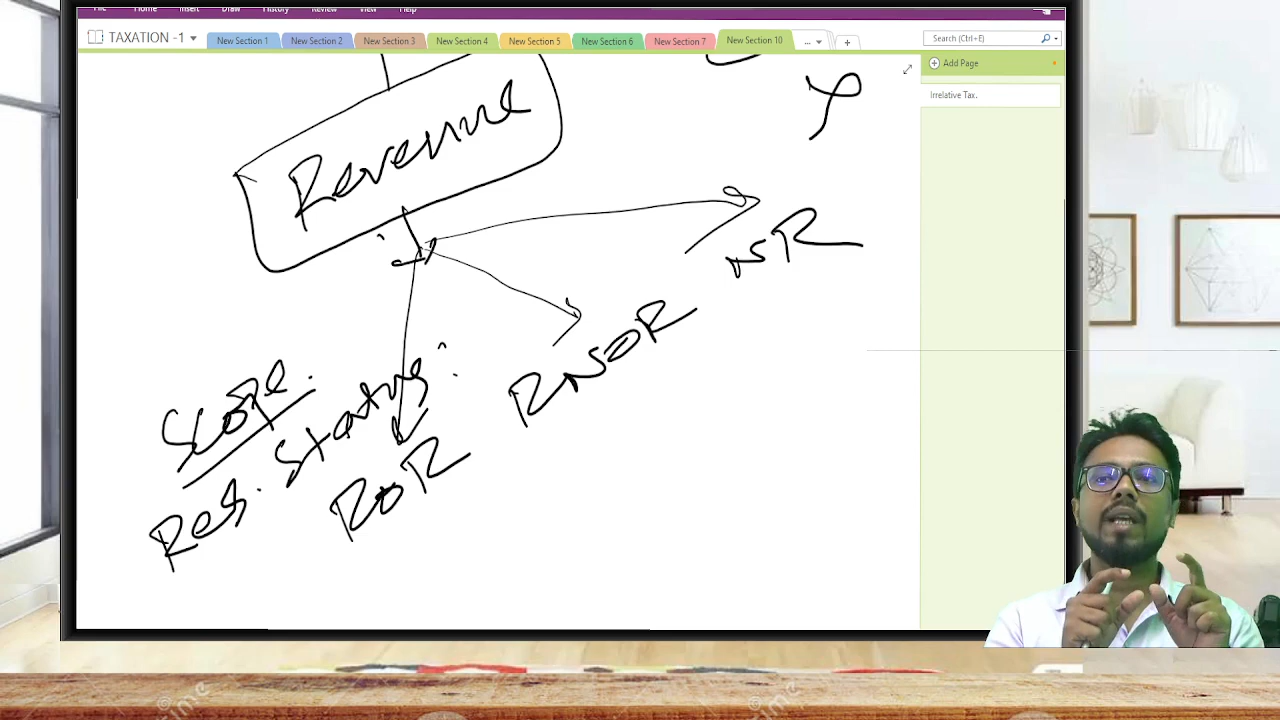 File Home Insert Draw History Review View Help
TAXATION -1
New Section 1
New Section 2
New Section 3
New Section 4
New Section 5
New Section 6
New Section 7
New Section 10
...
Search (Ctrl+E)
Add Page
Irrelative Tax.
Revenue
NR
RNOR
Scope.
Res. Status:
ROR